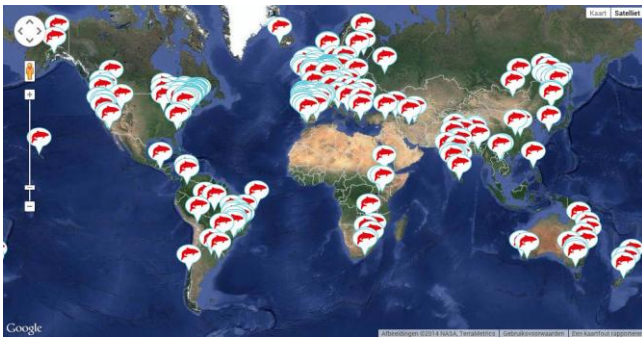 Kaart Satelliet
Google
Afbeeldingen ©2014 NASA, TerraMetrics Gebruiksvoorwaarden Een kaartfout rapporteren